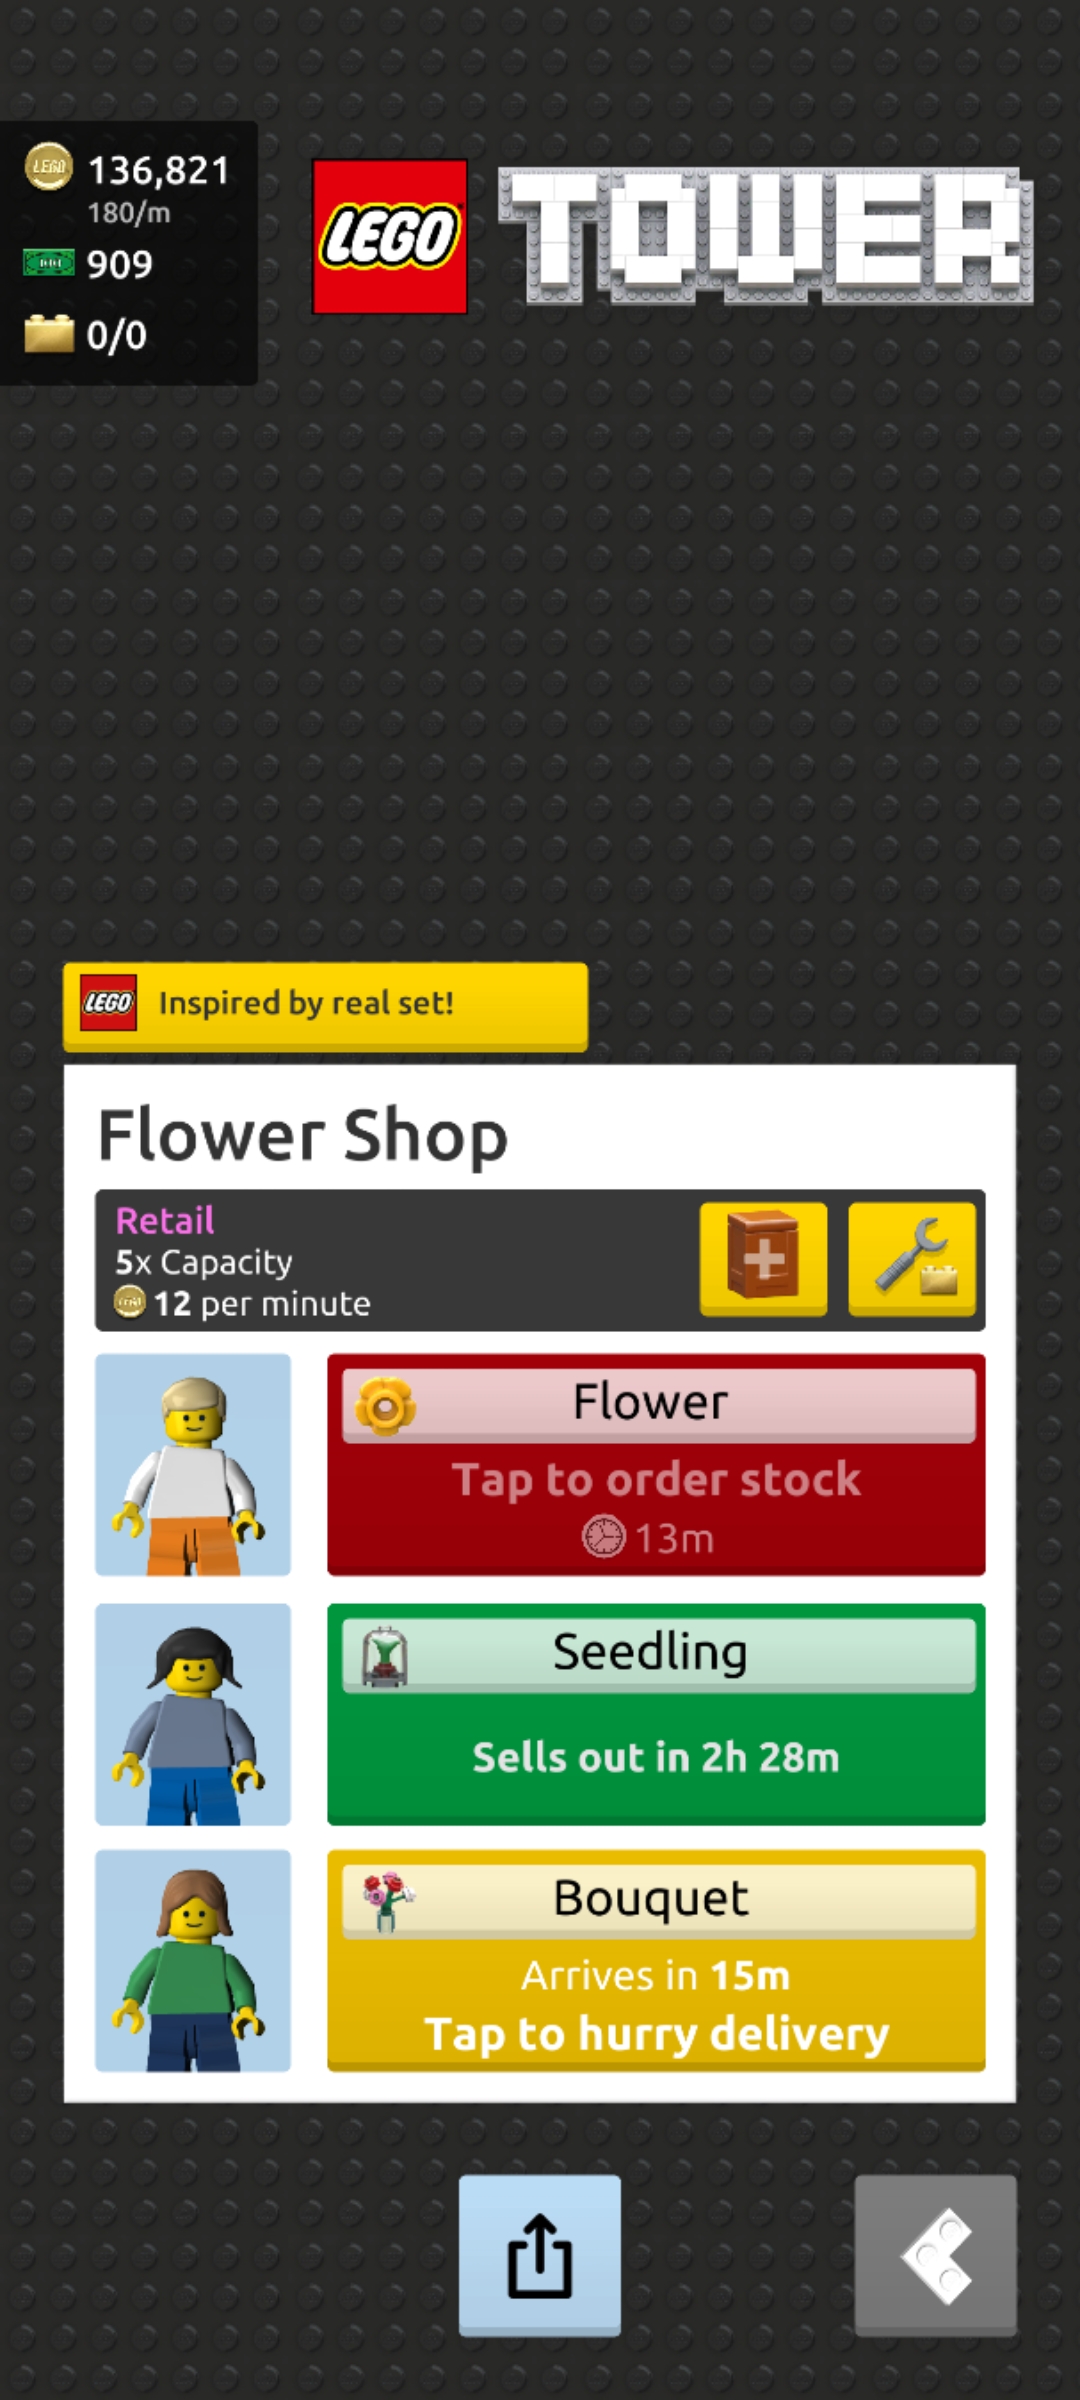 136,821
180/m
909
0/0
LEGO
TOWER
LEGO Inspired by real set!
Flower Shop
Retail
5x Capacity
12 per minute
Flower
Tap to order stock
13m
Seedling
Sells out in 2h 28m
Bouquet
Arrives in 15m
Tap to hurry delivery